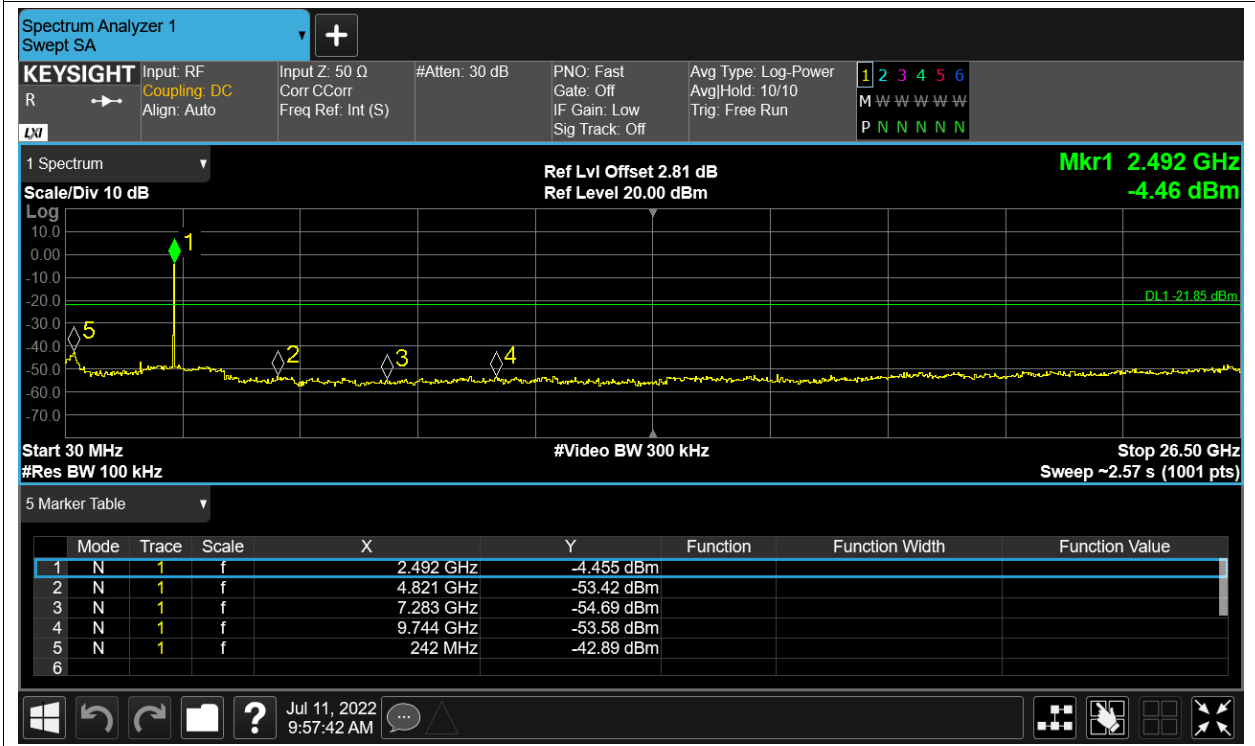 Spectrum Analyzer 1
Swept SA
+
KEYSIGHT
R
LXI
Input: RF
Coupling: DC
Align: Auto
Input Z: 50 Ω
Corr CCorr
Freq Ref: Int (S)
#Atten: 30 dB
PNO: Fast
Gate: Off
IF Gain: Low
Sig Track: Off
Avg Type: Log-Power
Avg|Hold: 10/10
Trig: Free Run
1 2 3 4 5 6
M W W W W W
P N N N N N
1 Spectrum
Scale/Div 10 dB
Ref Lvl Offset 2.81 dB
Ref Level 20.00 dBm
Mkr1 2.492 GHz
-4.46 dBm
Log
10.0
0.00
-10.0
-20.0
-30.0
-40.0
-50.0
-60.0
-70.0
1
DL1 -21.85 dBm
5
2
3
4
Start 30 MHz
#Res BW 100 kHz
#Video BW 300 kHz
Stop 26.50 GHz
Sweep ~2.57 s (1001 pts)
5 Marker Table
Mode Trace Scale X Y Function Function Width Function Value
1 N 1 f 2.492 GHz -4.455 dBm
2 N 1 f 4.821 GHz -53.42 dBm
3 N 1 f 7.283 GHz -54.69 dBm
4 N 1 f 9.744 GHz -53.58 dBm
5 N 1 f 242 MHz -42.89 dBm
6
?
Jul 11, 2022
9:57:42 AM